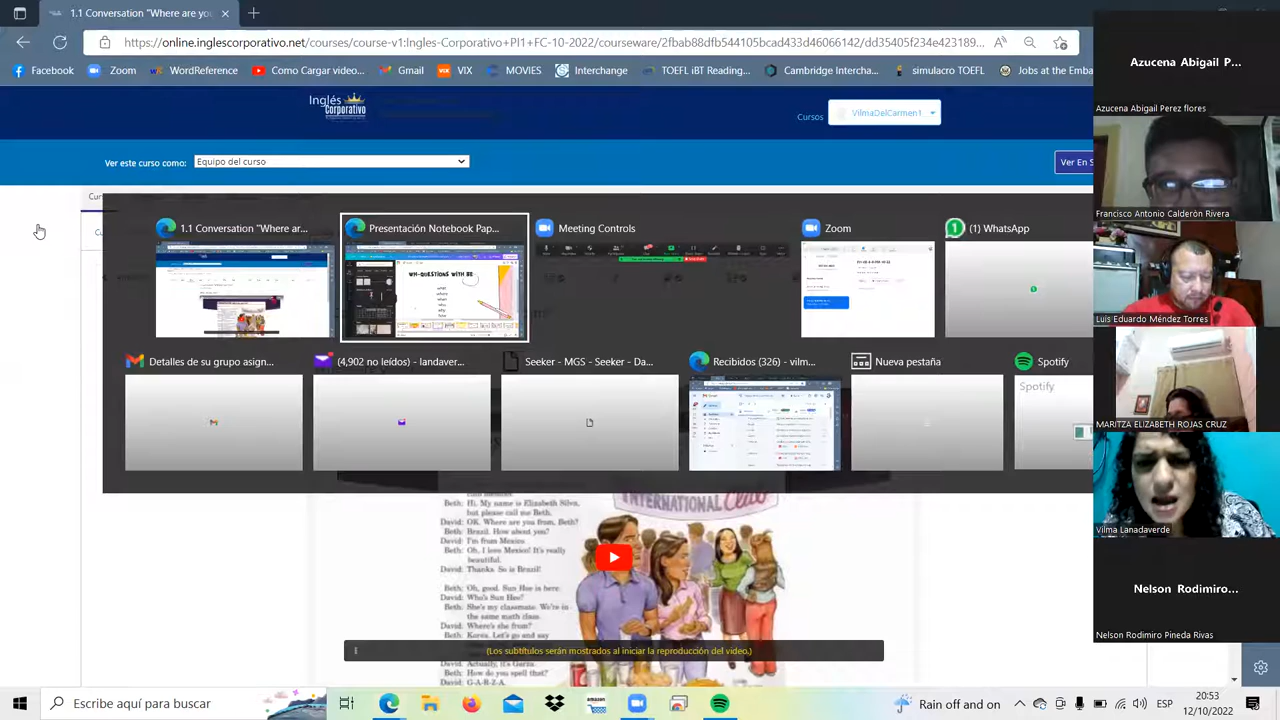 1.1 Conversation "Where are you
https://online.inglescorporativo.net/courses/course-v1:Ingles-Corporativo+PI1+FC-10-2022/courseware/2fbab88dfb544105bcad433d46066142/dd35405f234e423189...
Facebook
Zoom
WordReference
Como Cargar video...
Gmail
VIX
MOVIES
Interchange
TOEFL iBT Reading...
Cambridge Intercha...
simulacro TOEFL
Jobs at the Emba
Inglés
Corporativo
Cursos
VilmaDelCarmen1
Ver este curso como:
Equipo del curso
Ver En S
1.1 Conversation "Where ar...
Presentation Notebook Pap...
Meeting Controls
Zoom
(1) WhatsApp
WH-QUESTIONS WITH BE
Detalles de su grupo asign...
(4,902 no leídos) - landaver...
Seeker - MGS - Seeker - Da...
Recibidos (326) - vilm...
Nueva pestaña
Spotify
Spotify
INTERNATIONAL Club
Beth: Hi. My name is Elizabeth Silva,
but please call me Beth.
David: OK. Where are you from, Beth?
Beth: Brazil. How about you?
David: I'm from Mexico.
Beth: Oh, I love Mexico! It's really
beautiful.
David: Thanks. So is Brazil!
Beth: Oh, good. Sun Hee is here.
David: Who's Sun Hee?
Beth: She's my classmate. We're in
the same math class.
David: Where's she from?
Beth: Korea. Let's go and say
(Los subtítulos serán mostrados al iniciar la reproducción del video.)
David: Actually, it's Garza.
Beth: How do you spell that?
David: G-A-R-Z-A.
Azucena Abigail P...
Azucena Abigail Perez flores
Francisco Antonio Calderón Rivera
Luis Eduardo Méndez Torres
MARITZA ELIZABETH ROJAS CRUZ
Vilma Lanadaverde
Nelson Rosimiro...
Nelson Rodimiro Pineda Rivas
Escribe aquí para buscar
amazon
Rain off and on
ESP
20:53
12/10/2022